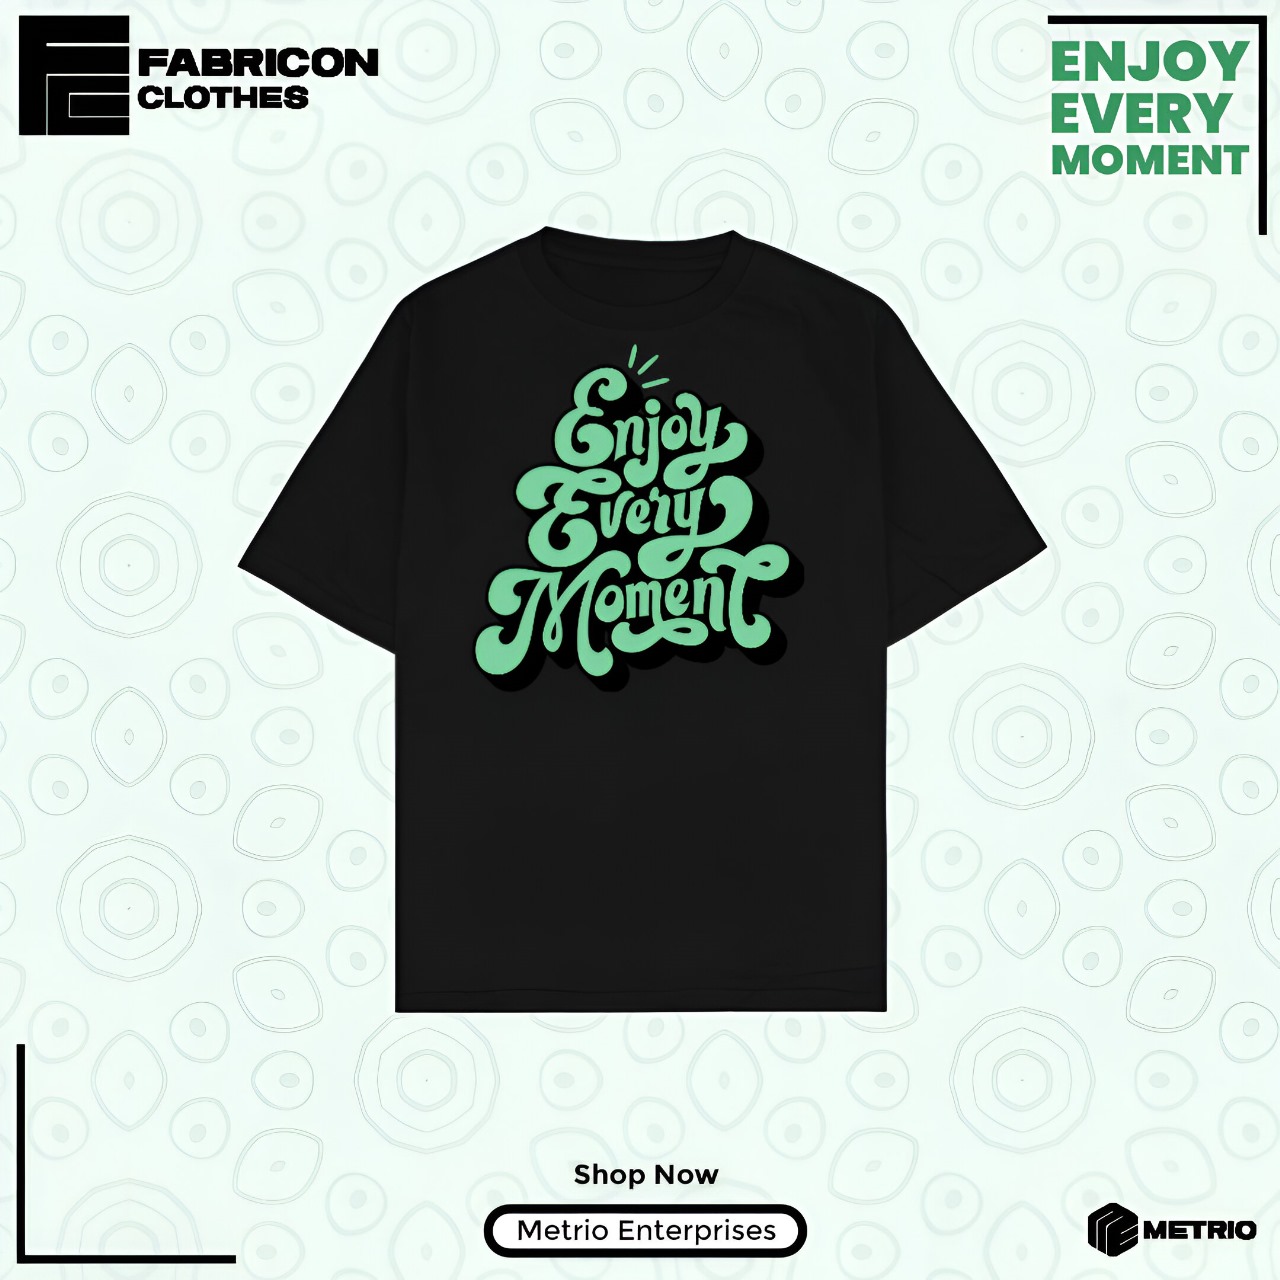 FABRICON
CLOTHES
ENJOY
EVERY
MOMENT
Enjoy
Every
Moment
Shop Now
Metrio Enterprises
METRIO